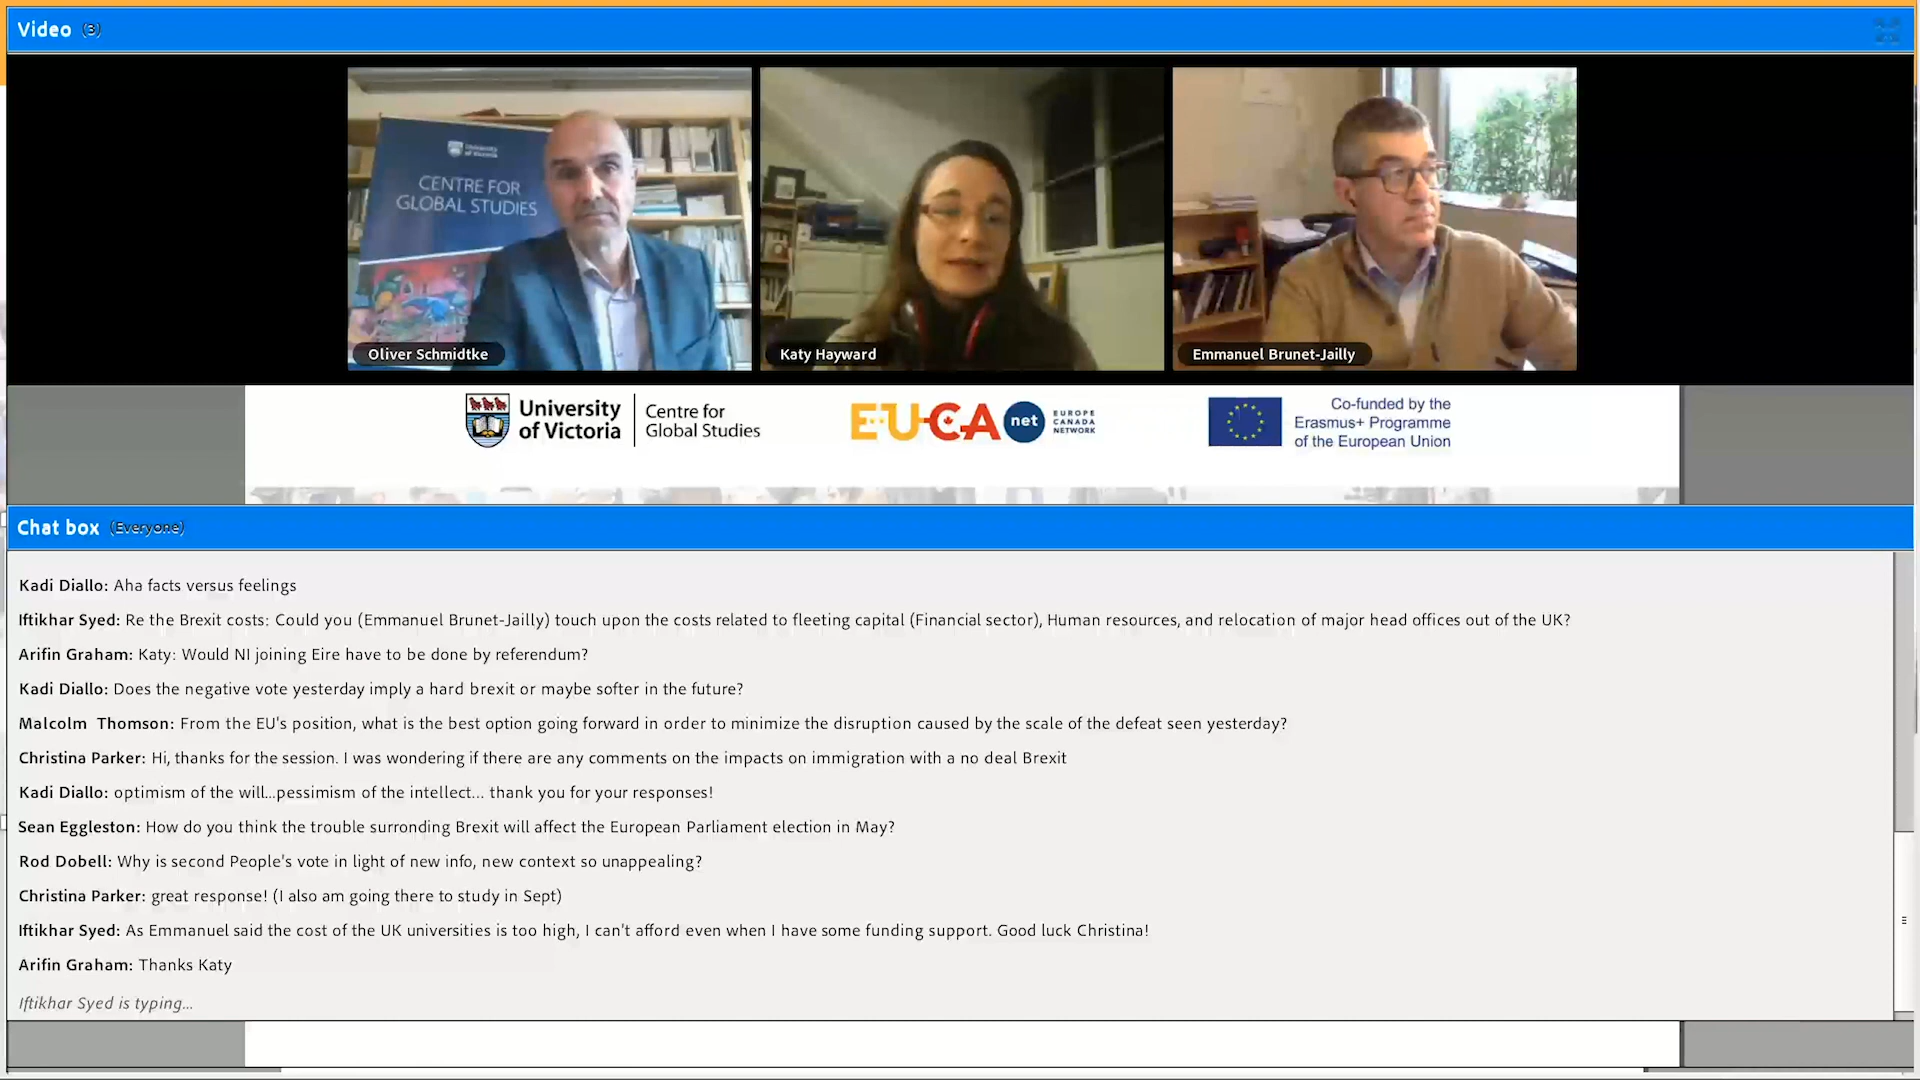 Video (3)
University
of Victoria
CENTRE FOR
GLOBAL STUDIES
Oliver Schmidtke
Katy Hayward
Emmanuel Brunet-Jailly
University
of Victoria
Centre for
Global Studies
EU-CA net
EUROPE
CANADA
NETWORK
Co-funded by the
Erasmus+ Programme
of the European Union
Chat box (Everyone)
Kadi Diallo: Aha facts versus feelings
Iftikhar Syed: Re the Brexit costs: Could you (Emmanuel Brunet-Jailly) touch upon the costs related to fleeting capital (Financial sector), Human resources, and relocation of major head offices out of the UK?
Arifin Graham: Katy: Would NI joining Eire have to be done by referendum?
Kadi Diallo: Does the negative vote yesterday imply a hard brexit or maybe softer in the future?
Malcolm  Thomson: From the EU's position, what is the best option going forward in order to minimize the disruption caused by the scale of the defeat seen yesterday?
Christina Parker: Hi, thanks for the session. I was wondering if there are any comments on the impacts on immigration with a no deal Brexit
Kadi Diallo: optimism of the will...pessimism of the intellect... thank you for your responses!
Sean Eggleston: How do you think the trouble surronding Brexit will affect the European Parliament election in May?
Rod Dobell: Why is second People's vote in light of new info, new context so unappealing?
Christina Parker: great response! (I also am going there to study in Sept)
Iftikhar Syed: As Emmanuel said the cost of the UK universities is too high, I can't afford even when I have some funding support. Good luck Christina!
Arifin Graham: Thanks Katy
Iftikhar Syed is typing...